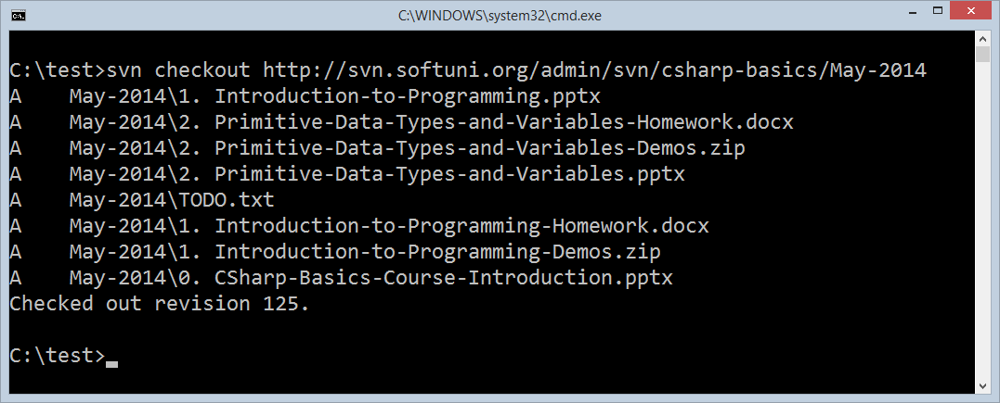 C:\WINDOWS\system32\cmd.exe
C:\test>svn checkout http://svn.softuni.org/admin/svn/csharp-basics/May-2014
A    May-2014\1. Introduction-to-Programming.pptx
A    May-2014\2. Primitive-Data-Types-and-Variables-Homework.docx
A    May-2014\2. Primitive-Data-Types-and-Variables-Demos.zip
A    May-2014\2. Primitive-Data-Types-and-Variables.pptx
A    May-2014\TODO.txt
A    May-2014\1. Introduction-to-Programming-Homework.docx
A    May-2014\1. Introduction-to-Programming-Demos.zip
A    May-2014\0. CSharp-Basics-Course-Introduction.pptx
Checked out revision 125.
C:\test>